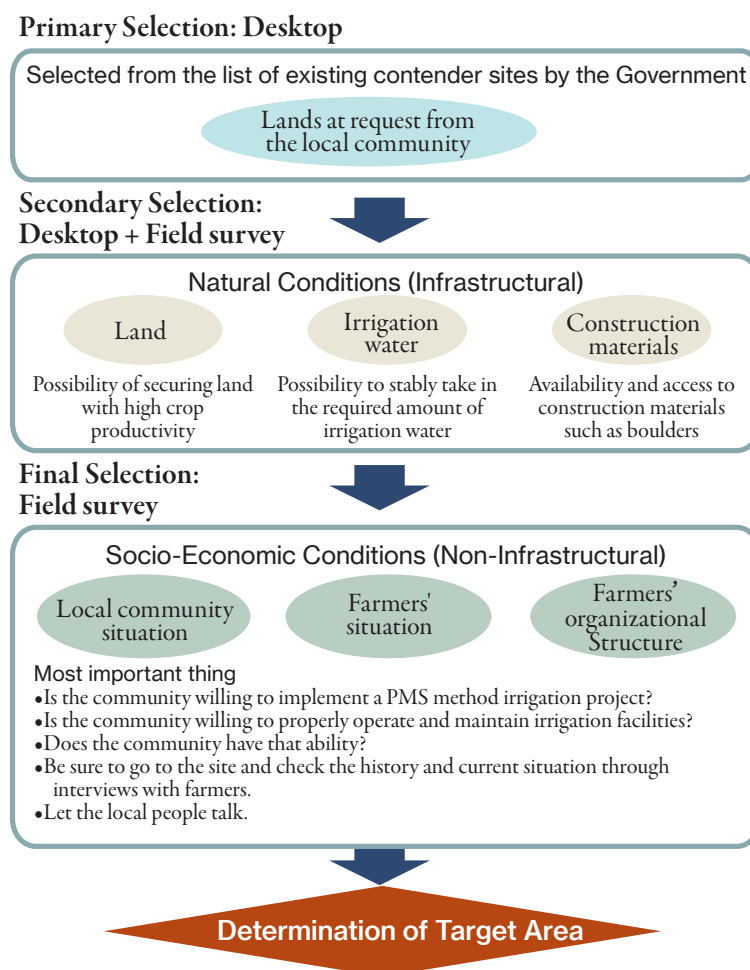 Primary Selection: Desktop
Selected from the list of existing contender sites by the Government
Lands at request from
the local community
Secondary Selection:
Desktop + Field survey
Natural Conditions (Infrastructural)
Land
Possibility of securing land
with high crop
productivity
Irrigation
water
Possibility to stably take in
the required amount of
irrigation water
Construction
materials
Availability and access to
construction materials
such as boulders
Final Selection:
Field survey
Socio-Economic Conditions (Non-Infrastructural)
Local community
situation
Farmers'
situation
Farmers’
organizational
Structure
Most important thing
•Is the community willing to implement a PMS method irrigation project?
•Is the community willing to properly operate and maintain irrigation facilities?
•Does the community have that ability?
•Be sure to go to the site and check the history and current situation through
interviews with farmers.
•Let the local people talk.
Determination of Target Area